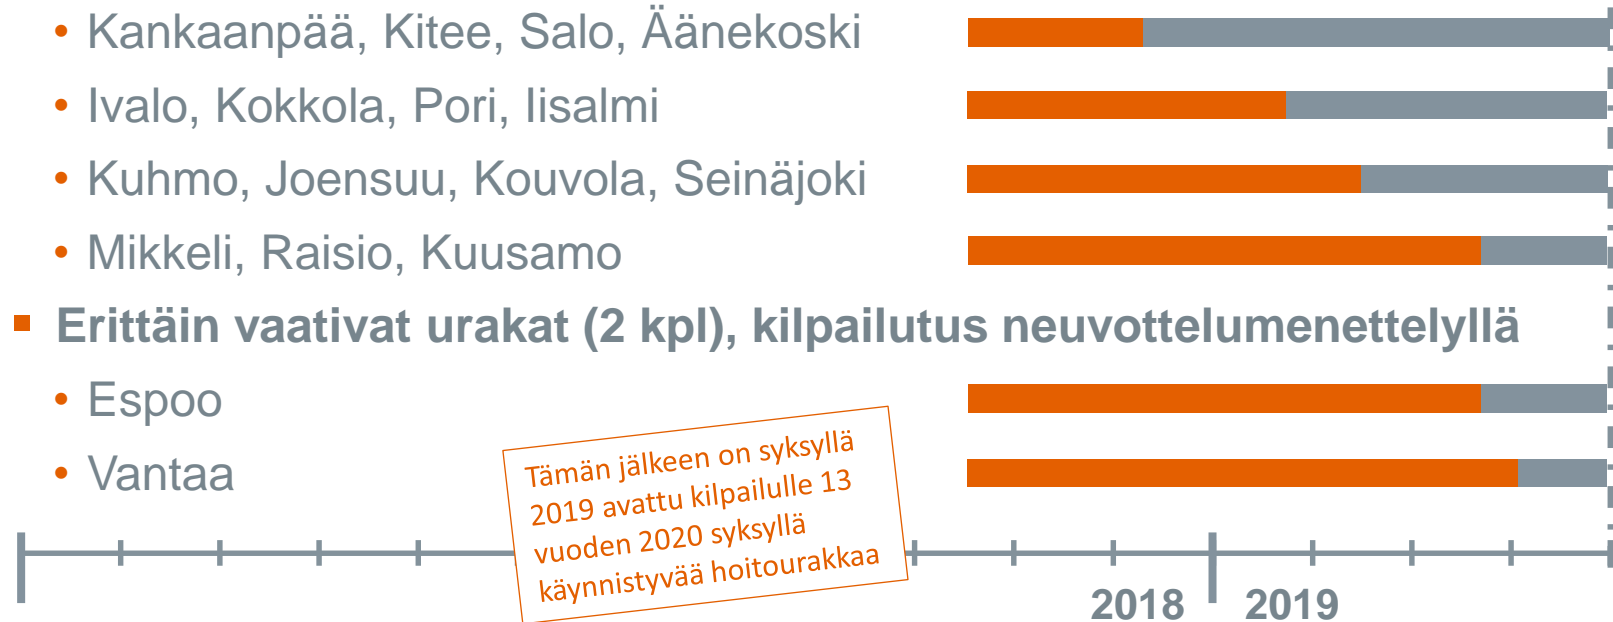 • Kankaanpää, Kitee, Salo, Äänekoski
• Ivalo, Kokkola, Pori, Iisalmi
• Kuhmo, Joensuu, Kouvola, Seinäjoki
• Mikkeli, Raisio, Kuusamo
▪ Erittäin vaativat urakat (2 kpl), kilpailutus neuvottelumenettelyllä
• Espoo
• Vantaa
Tämän jälkeen on syksyllä
2019 avattu kilpailulle 13
vuoden 2020 syksyllä
käynnistyvää hoitourakkaa
2018 2019